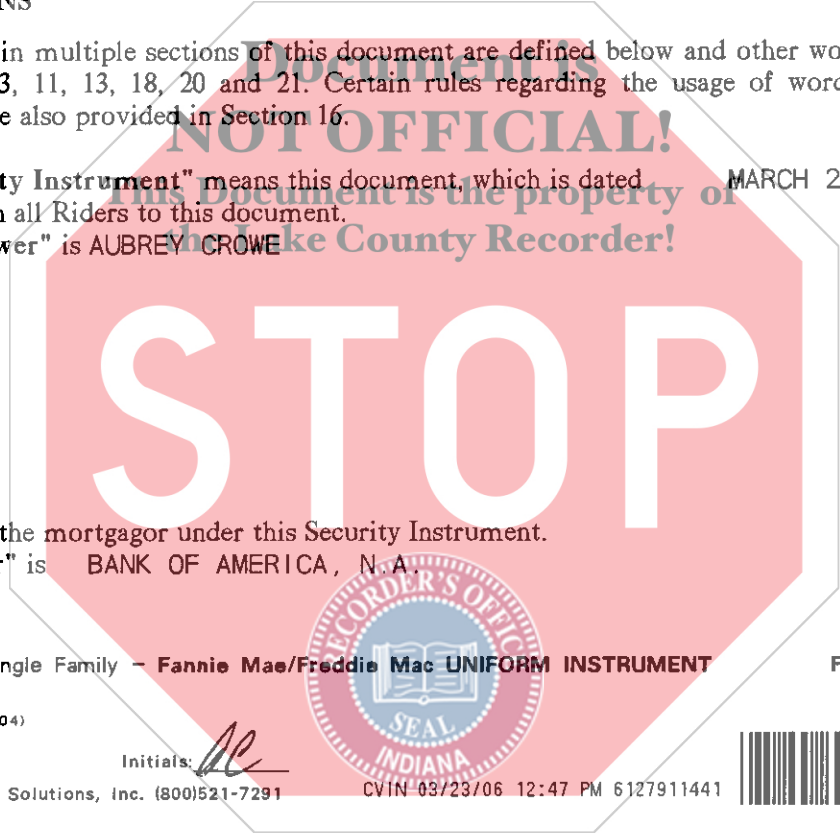 NS
in multiple sections of this document are defined below and other wo
3, 11, 13, 18, 20 and 21. Certain rules regarding the usage of word
e also provided in Section 16.
Document is
NOT OFFICIAL!
This Document is the property of
the Lake County Recorder!
ty Instrument" means this document, which is dated MARCH 2
all Riders to this document.
wer" is AUBREY CROWE
STOP
the mortgagor under this Security Instrument.
r" is BANK OF AMERICA, N.A.
RECORDER'S OFFICE
SEAL
INDIANA
ngle Family - Fannie Mae/Freddie Mac UNIFORM INSTRUMENT F
04)
Initials: AC
Solutions, Inc. (800)521-7291
CVIN 03/23/06 12:47 PM 6127911441